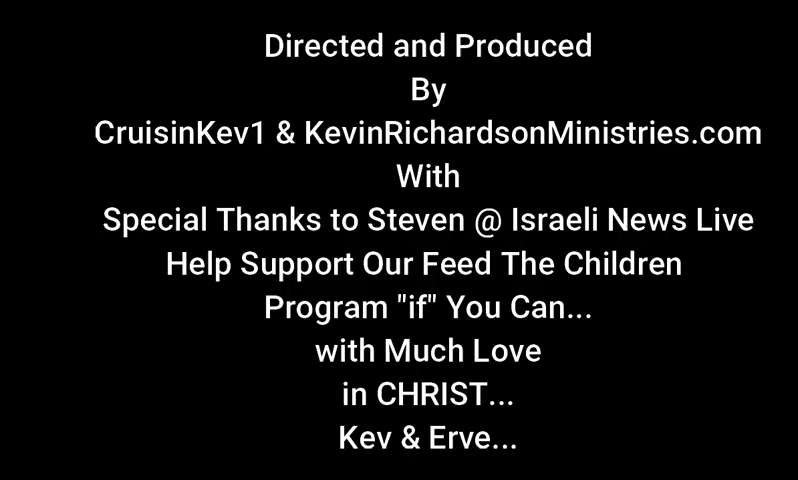 Directed and Produced
By
CruisinKev1 & KevinRichardsonMinistries.com
With
Special Thanks to Steven @ Israeli News Live
Help Support Our Feed The Children
Program "if" You Can...
with Much Love
in CHRIST...
Kev & Erve...